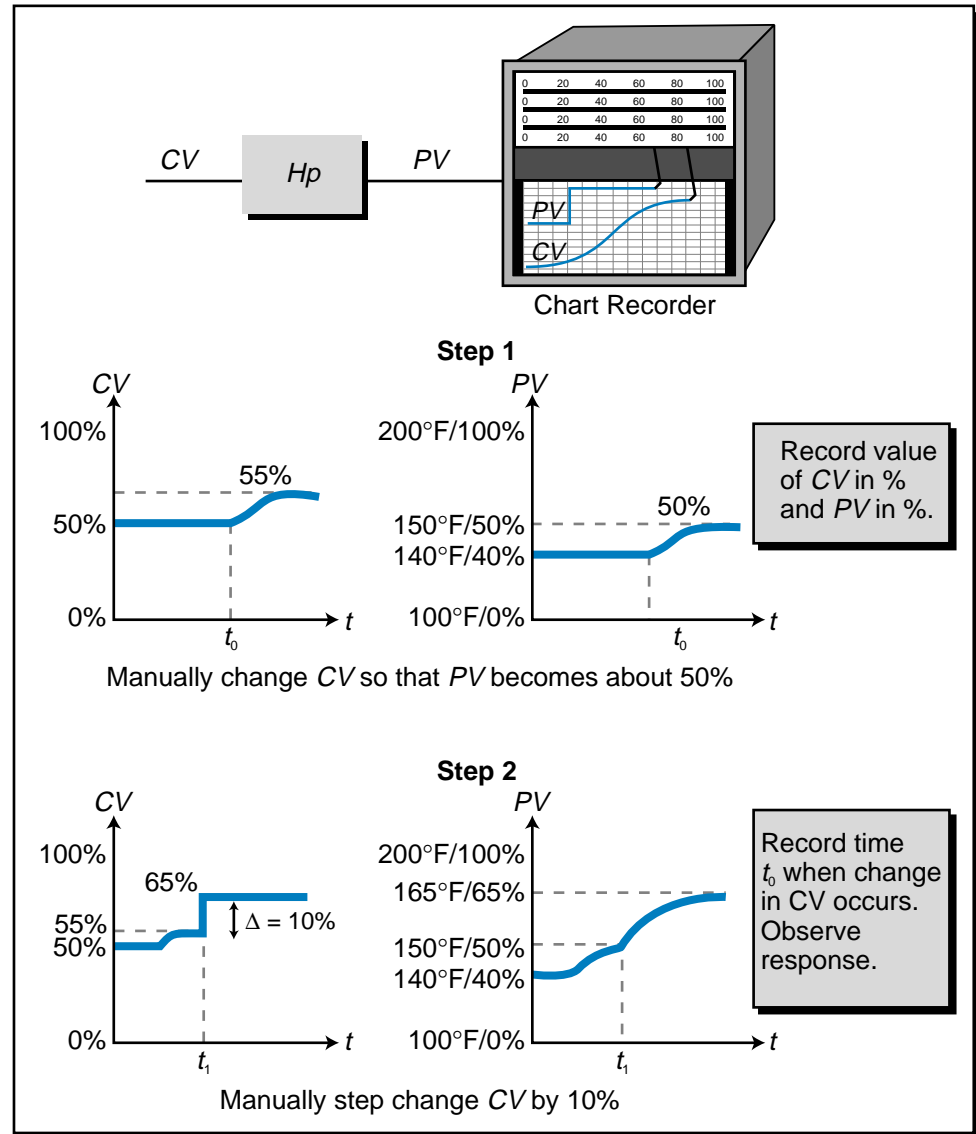 0 20 40 60 80 100
0 20 40 60 80 100
0 20 40 60 80 100
0 20 40 60 80 100
CV
Hp
PV
PV
CV
Chart Recorder
Step 1
CV
100%
55%
50%
0%
t0
t
PV
200°F/100%
50%
150°F/50%
140°F/40%
100°F/0%
t0
t
Record value
of CV in %
and PV in %.
Manually change CV so that PV becomes about 50%
Step 2
CV
100%
65%
55%
50%
Δ = 10%
0%
t1
t
PV
200°F/100%
165°F/65%
150°F/50%
140°F/40%
100°F/0%
t1
t
Record time
t0 when change
in CV occurs.
Observe
response.
Manually step change CV by 10%